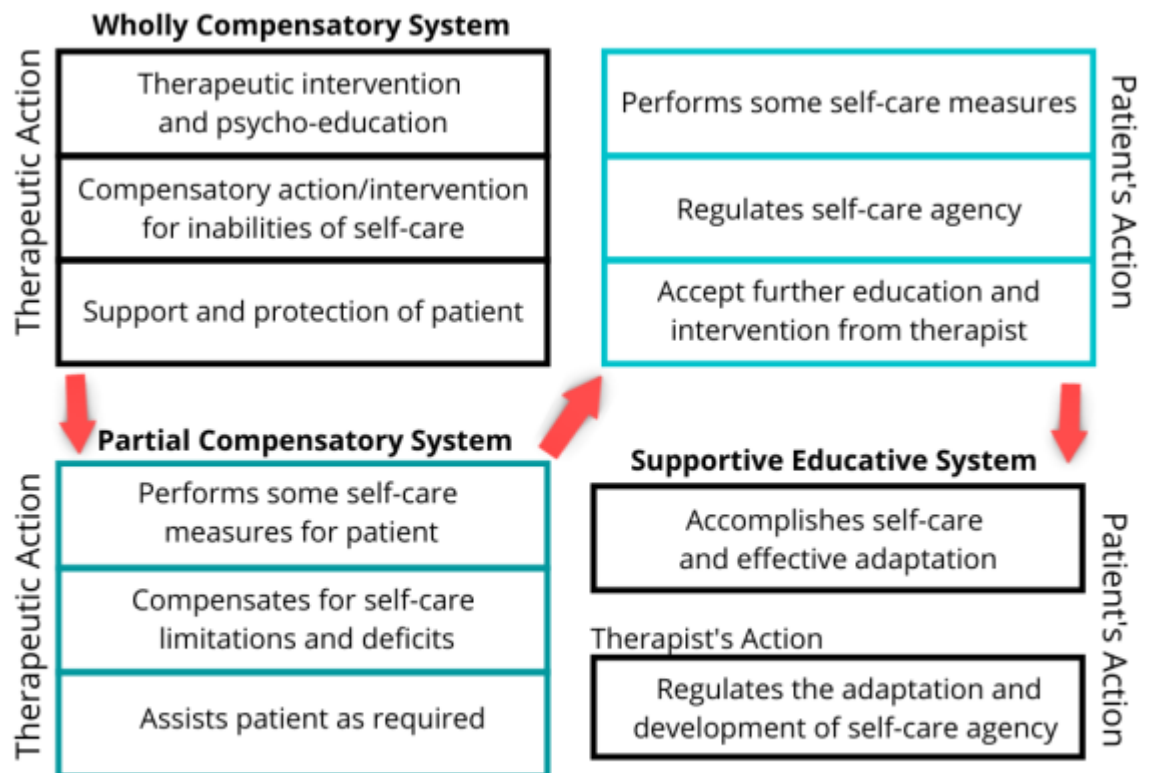 Wholly Compensatory System
Therapeutic Action
Therapeutic intervention
and psycho-education
Compensatory action/intervention
for inabilities of self-care
Support and protection of patient
Partial Compensatory System
Therapeutic Action
Performs some self-care
measures for patient
Compensates for self-care
limitations and deficits
Assists patient as required
Performs some self-care measures
Regulates self-care agency
Accept further education and
intervention from therapist
Patient's Action
Supportive Educative System
Accomplishes self-care
and effective adaptation
Patient's Action
Therapist's Action
Regulates the adaptation and
development of self-care agency